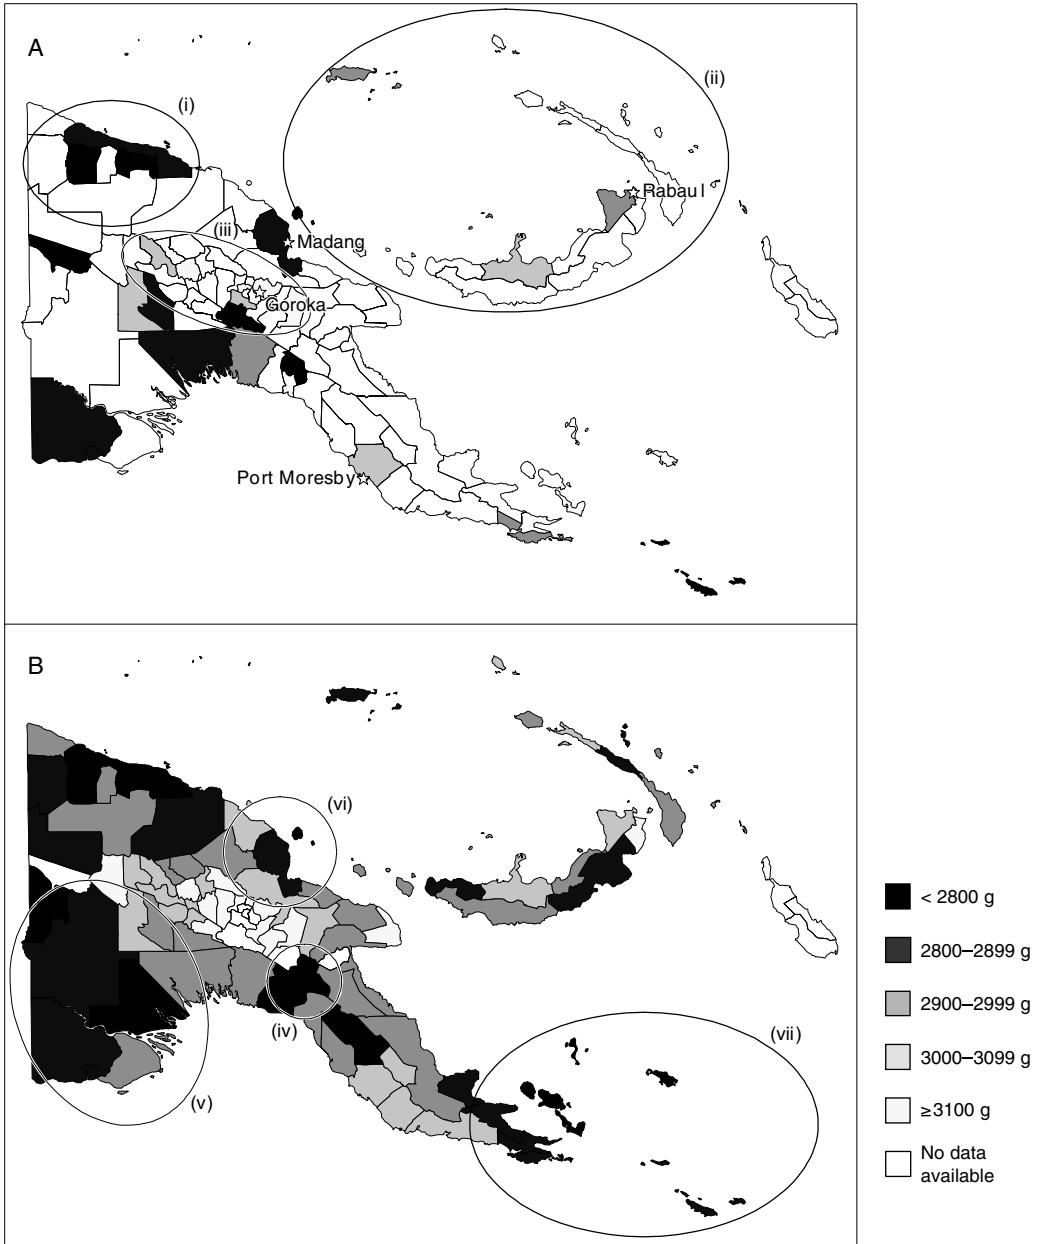 A
(i)
(ii)
Rabaul
(iii)
Madang
Goroka
Port Moresby
B
(vi)
< 2800 g
2800–2899 g
(iv)
2900–2999 g
(vii)
3000–3099 g
(v)
≥3100 g
No data
available